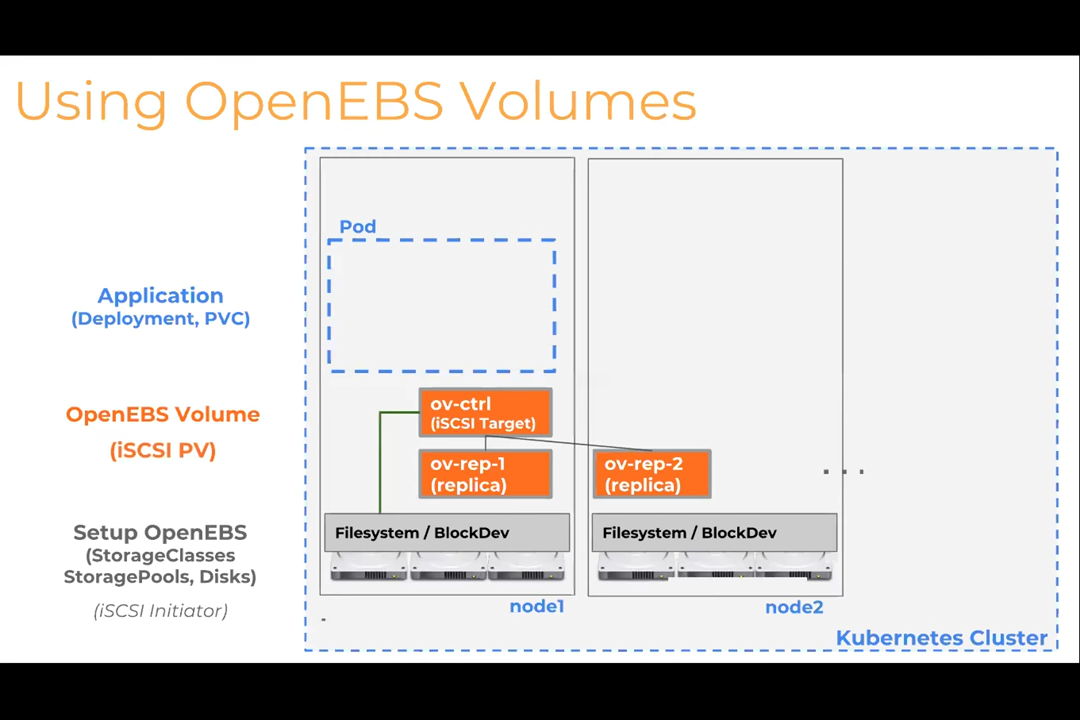 Using OpenEBS Volumes
Pod
Application
(Deployment, PVC)
ov-ctrl
(iSCSI Target)
OpenEBS Volume
(iSCSI PV)
ov-rep-1
(replica)
ov-rep-2
(replica)
...
Setup OpenEBS
(StorageClasses
StoragePools, Disks)
(iSCSI Initiator)
Filesystem / BlockDev
Filesystem / BlockDev
node1
node2
Kubernetes Cluster